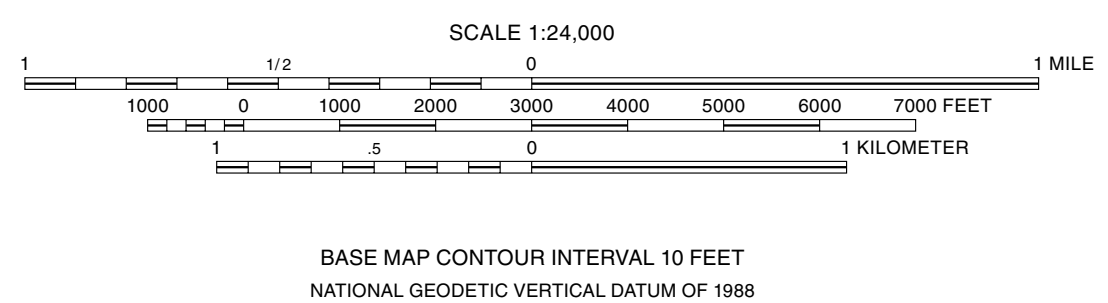 SCALE 1:24,000
1 1/2 0 1 MILE
1000 0 1000 2000 3000 4000 5000 6000 7000 FEET
1 .5 0 1 KILOMETER
BASE MAP CONTOUR INTERVAL 10 FEET
NATIONAL GEODETIC VERTICAL DATUM OF 1988